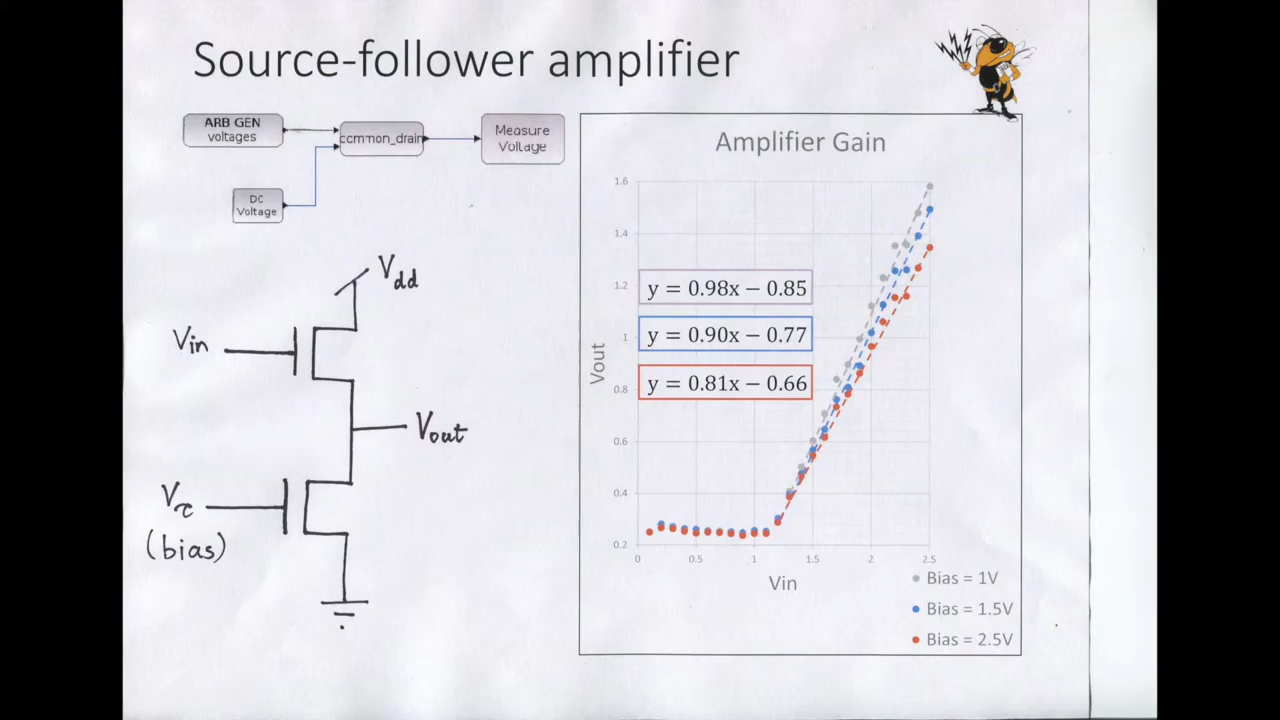 Source-follower amplifier
ARB GEN
voltages
common_drain
Measure
Voltage
DC
Voltage
Vdd
Vin
Vout
Vτ
(bias)
Amplifier Gain
1.6
1.4
1.2
1
0.8
0.6
0.4
0.2
Vout
y = 0.98x − 0.85
y = 0.90x − 0.77
y = 0.81x − 0.66
0
0.5
1
1.5
2
2.5
Vin
Bias = 1V
Bias = 1.5V
Bias = 2.5V